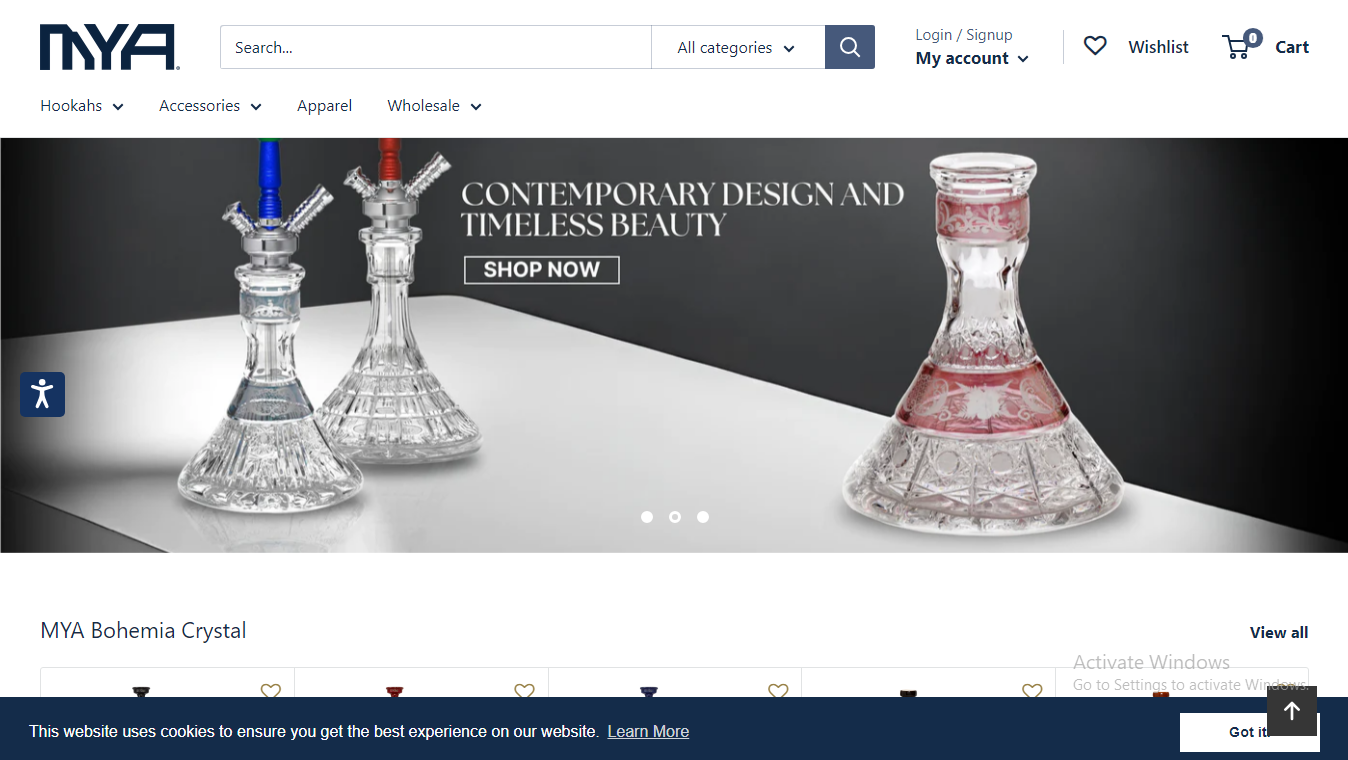 MYA
Search...
All categories
Login / Signup
My account
Wishlist
0
Cart
Hookahs
Accessories
Apparel
Wholesale
CONTEMPORARY DESIGN AND
TIMELESS BEAUTY
SHOP NOW
MYA Bohemia Crystal
View all
Activate Windows
Go to Settings to activate Windows.
This website uses cookies to ensure you get the best experience on our website. Learn More
Got it!